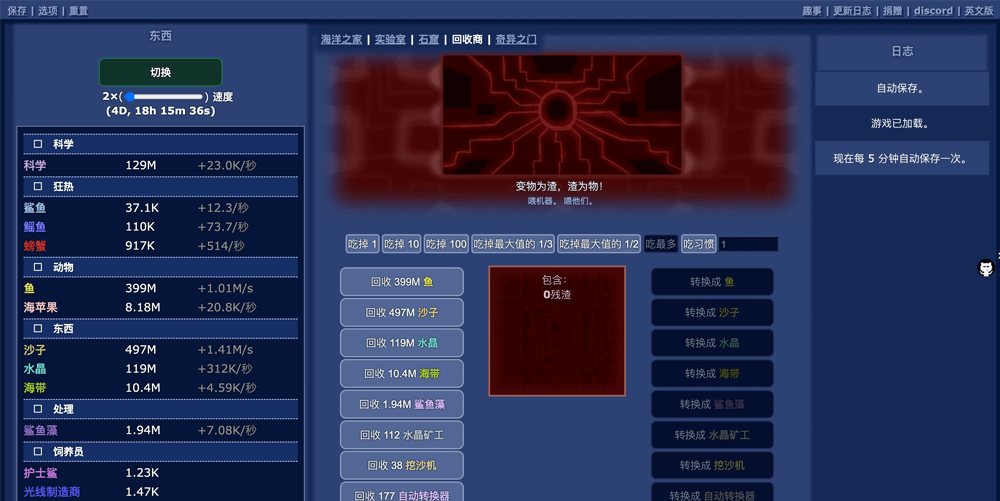 保存 | 选项 | 重置
趣事 | 更新日志 | 捐赠 | discord | 英文版
东西
切换
2×( ) 速度
(4D, 18h 15m 36s)
科学
科学 129M +23.0K/秒
狂热
鲨鱼 37.1K +12.3/秒
鳐鱼 110K +73.7/秒
螃蟹 917K +514/秒
动物
鱼 399M +1.01M/s
海苹果 8.18M +20.8K/秒
东西
沙子 497M +1.41M/s
水晶 119M +312K/秒
海带 10.4M +4.59K/秒
处理
鲨鱼藻 1.94M +7.08K/秒
饲养员
护士鲨 1.23K
光线制造商 1.47K
海洋之家 | 实验室 | 石窟 | 回收商 | 奇异之门
变物为渣，渣为物!
喂机器。 喂他们。
吃掉 1 吃掉 10 吃掉 100 吃掉最大值的 1/3 吃掉最大值的 1/2 吃最多 吃习惯 1
回收 399M 鱼
回收 497M 沙子
回收 119M 水晶
回收 10.4M 海带
回收 1.94M 鲨鱼藻
回收 112 水晶矿工
回收 38 挖沙机
回收 177 自动转换器
包含：
0残渣
转换成 鱼
转换成 沙子
转换成 水晶
转换成 海带
转换成 鲨鱼藻
转换成 水晶矿工
转换成 挖沙机
转换成 自动转换器
日志
自动保存。
游戏已加载。
现在每 5 分钟自动保存一次。